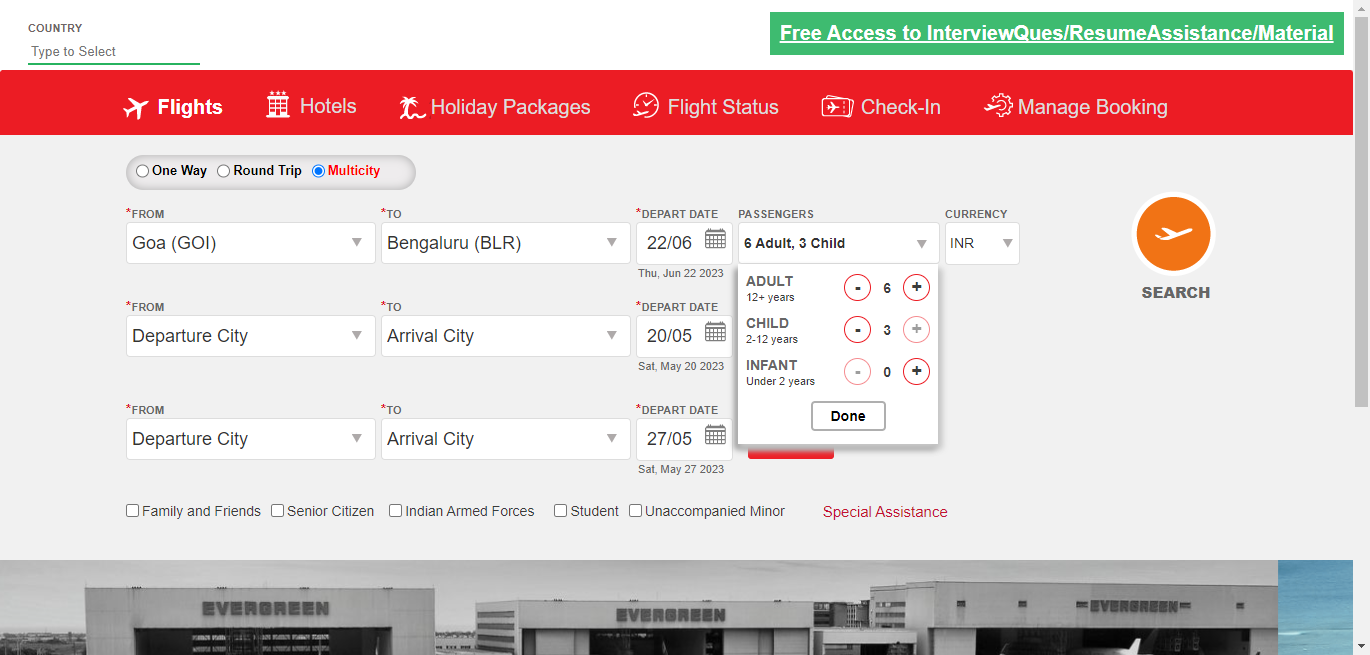 COUNTRY
Type to Select
Free Access to InterviewQues/ResumeAssistance/Material
Flights Hotels Holiday Packages Flight Status Check-In Manage Booking
One Way Round Trip Multicity
*FROM *TO *DEPART DATE PASSENGERS CURRENCY
Goa (GOI) Bengaluru (BLR) 22/06 6 Adult, 3 Child INR
Thu, Jun 22 2023
ADULT - 6 +
12+ years
SEARCH
*FROM *TO *DEPART DATE
Departure City Arrival City 20/05
Sat, May 20 2023
CHILD - 3 +
2-12 years
INFANT - 0 +
Under 2 years
Done
*FROM *TO *DEPART DATE
Departure City Arrival City 27/05
Sat, May 27 2023
Family and Friends Senior Citizen Indian Armed Forces Student Unaccompanied Minor Special Assistance
EVERGREEN EVERGREEN EVERGREEN